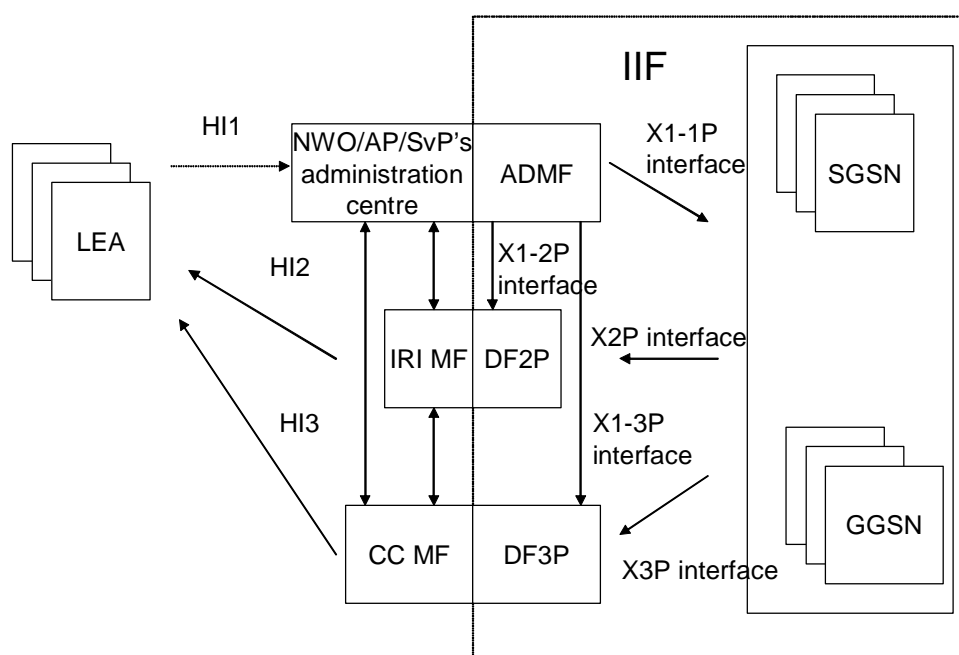 IIF
HI1
NWO/AP/SvP's
administration
centre
ADMF
X1-1P
interface
SGSN
LEA
HI2
X1-2P
interface
IRI MF
DF2P
X2P interface
HI3
X1-3P
interface
CC MF
DF3P
X3P interface
GGSN